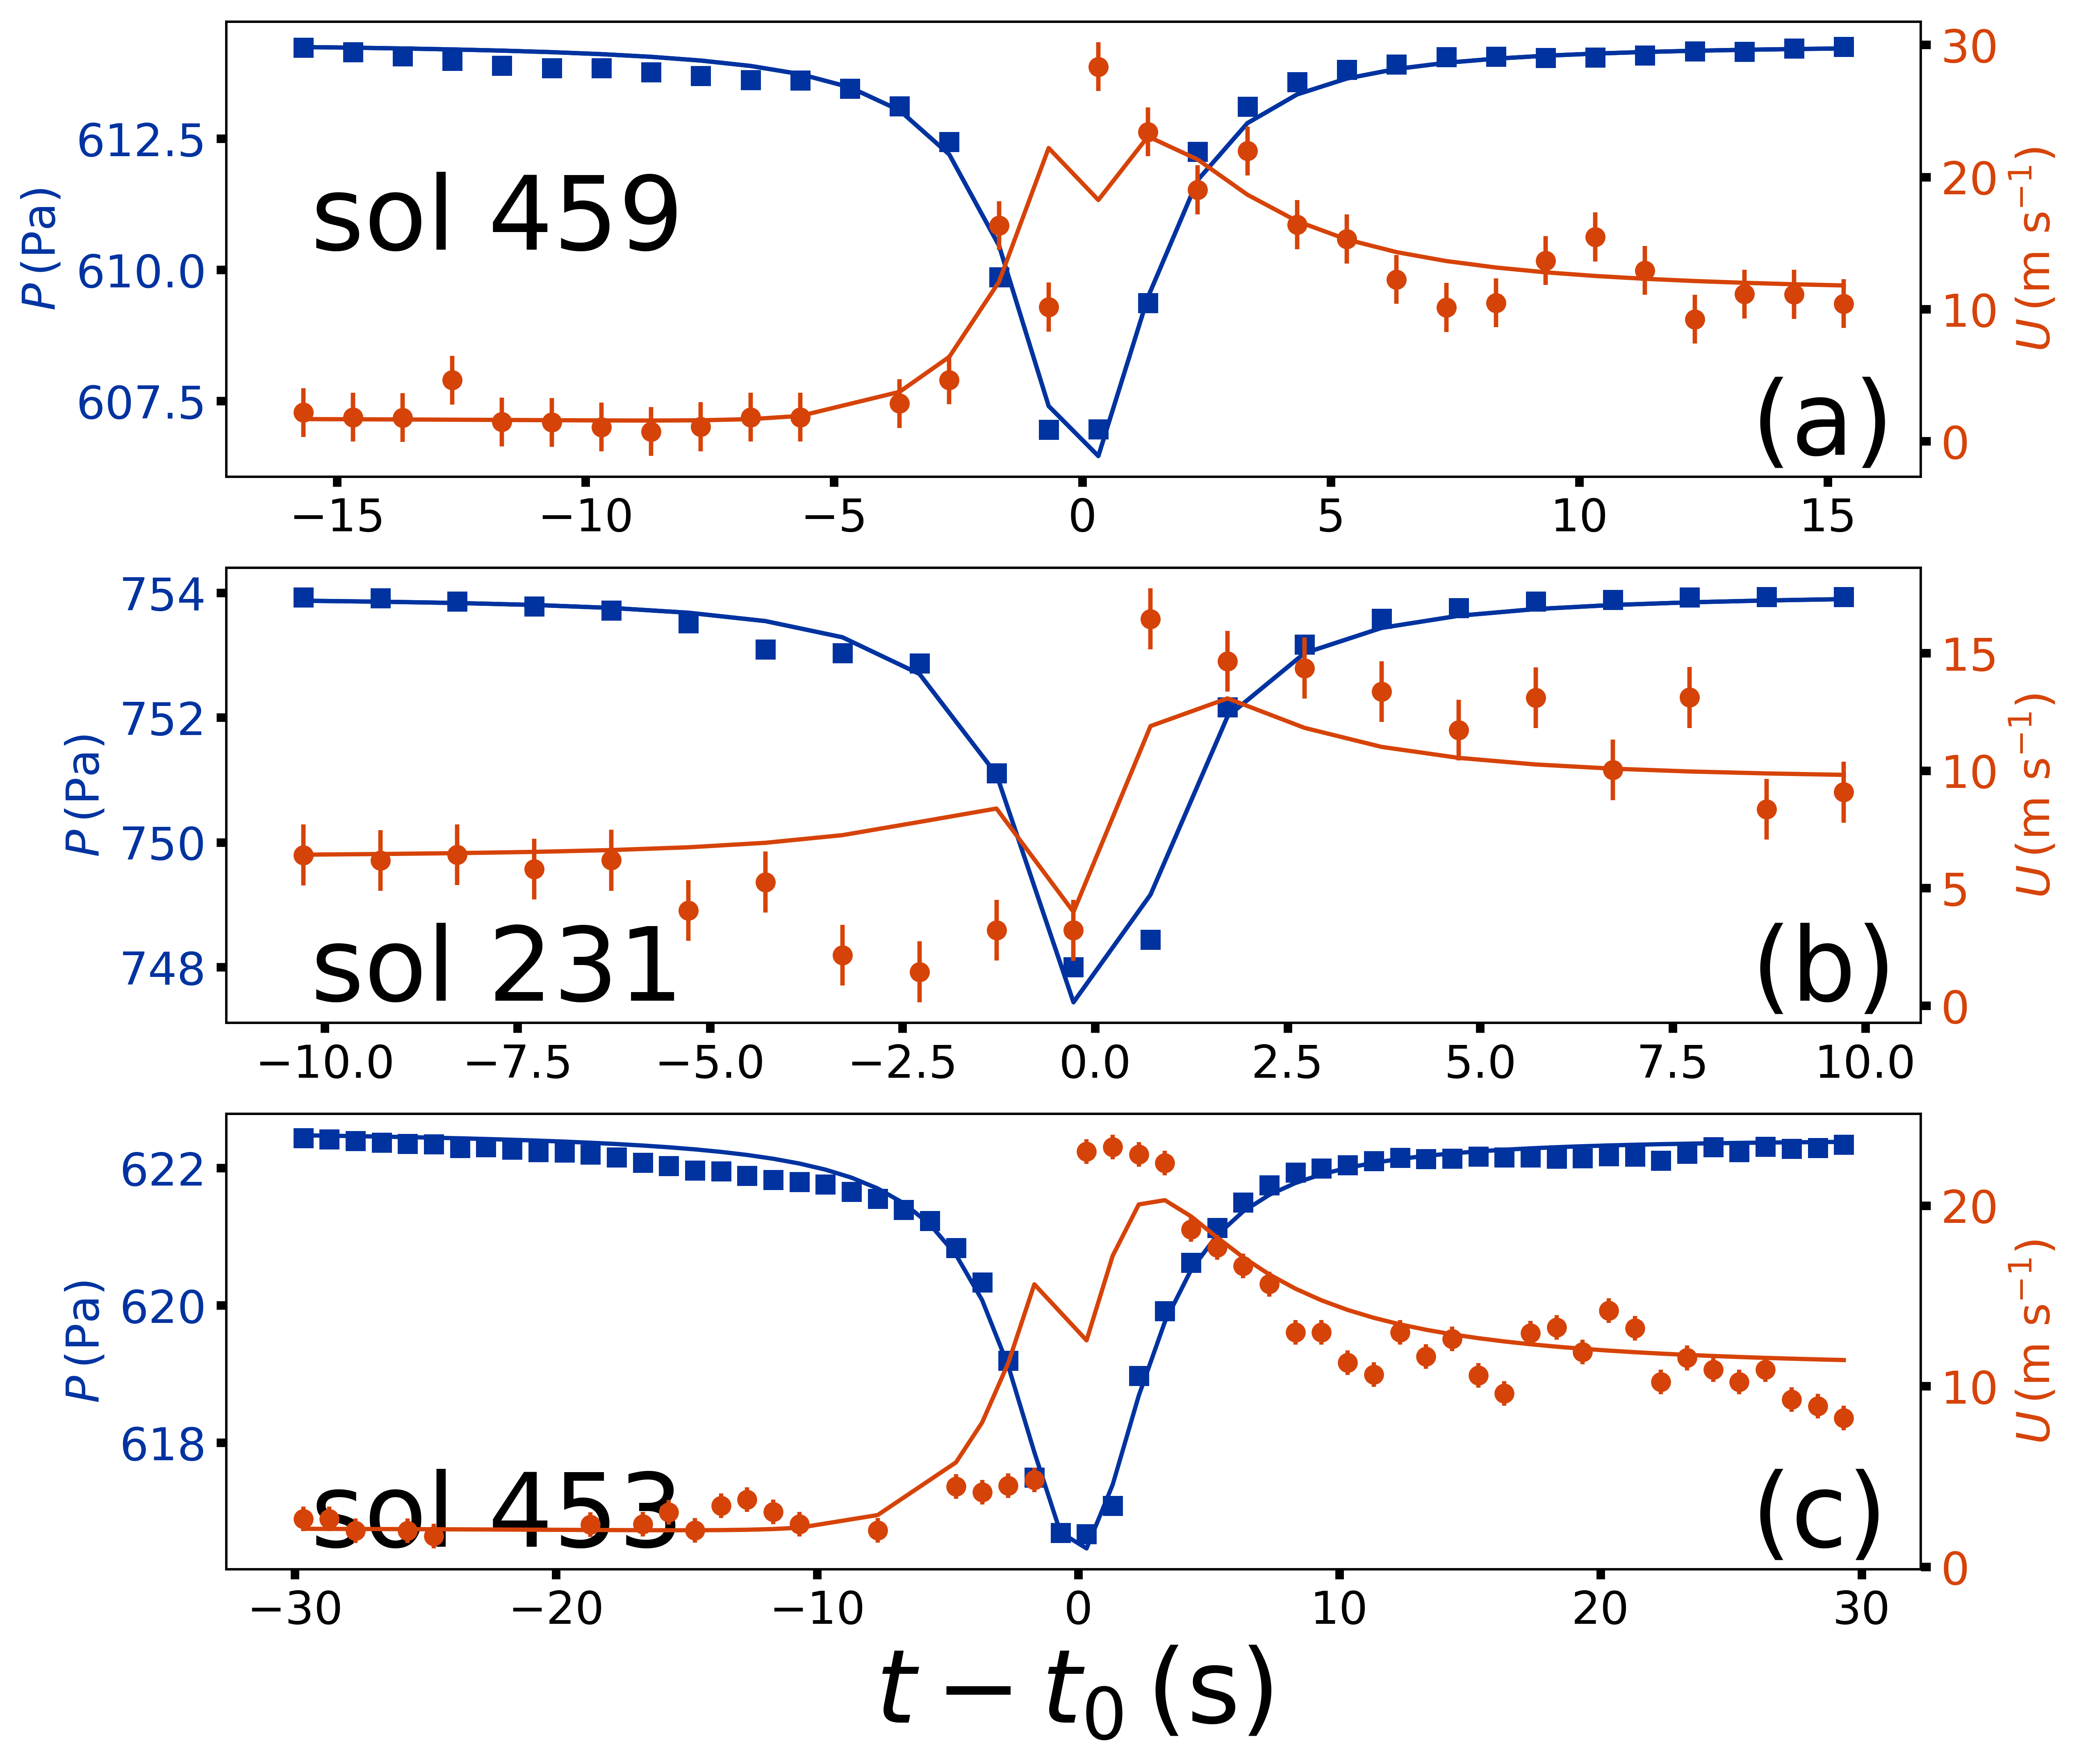 30
612.5
20
sol 459
610.0
P (Pa)
U (m s⁻¹)
10
607.5
(a)
0
−15 −10 −5 0 5 10 15
754
752
15
10
P (Pa)
U (m s⁻¹)
750
5
sol 231
(b)
748
0
−10.0 −7.5 −5.0 −2.5 0.0 2.5 5.0 7.5 10.0
622
20
620
P (Pa)
U (m s⁻¹)
10
618
sol 453
(c)
0
−30 −20 −10 0 10 20 30
t − t₀ (s)